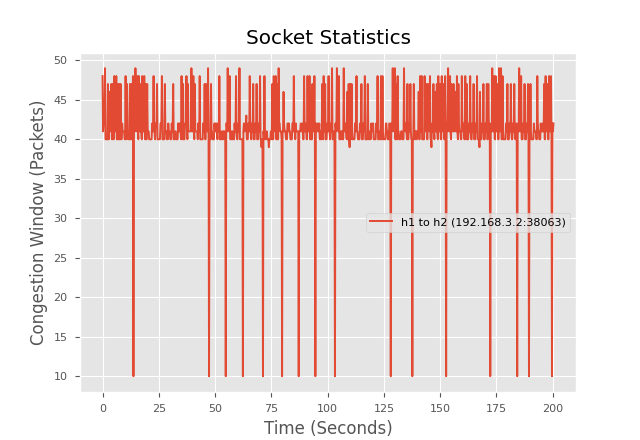 Socket Statistics
Congestion Window (Packets)
50
45
40
35
30
25
20
15
10
h1 to h2 (192.168.3.2:38063)
0 25 50 75 100 125 150 175 200
Time (Seconds)